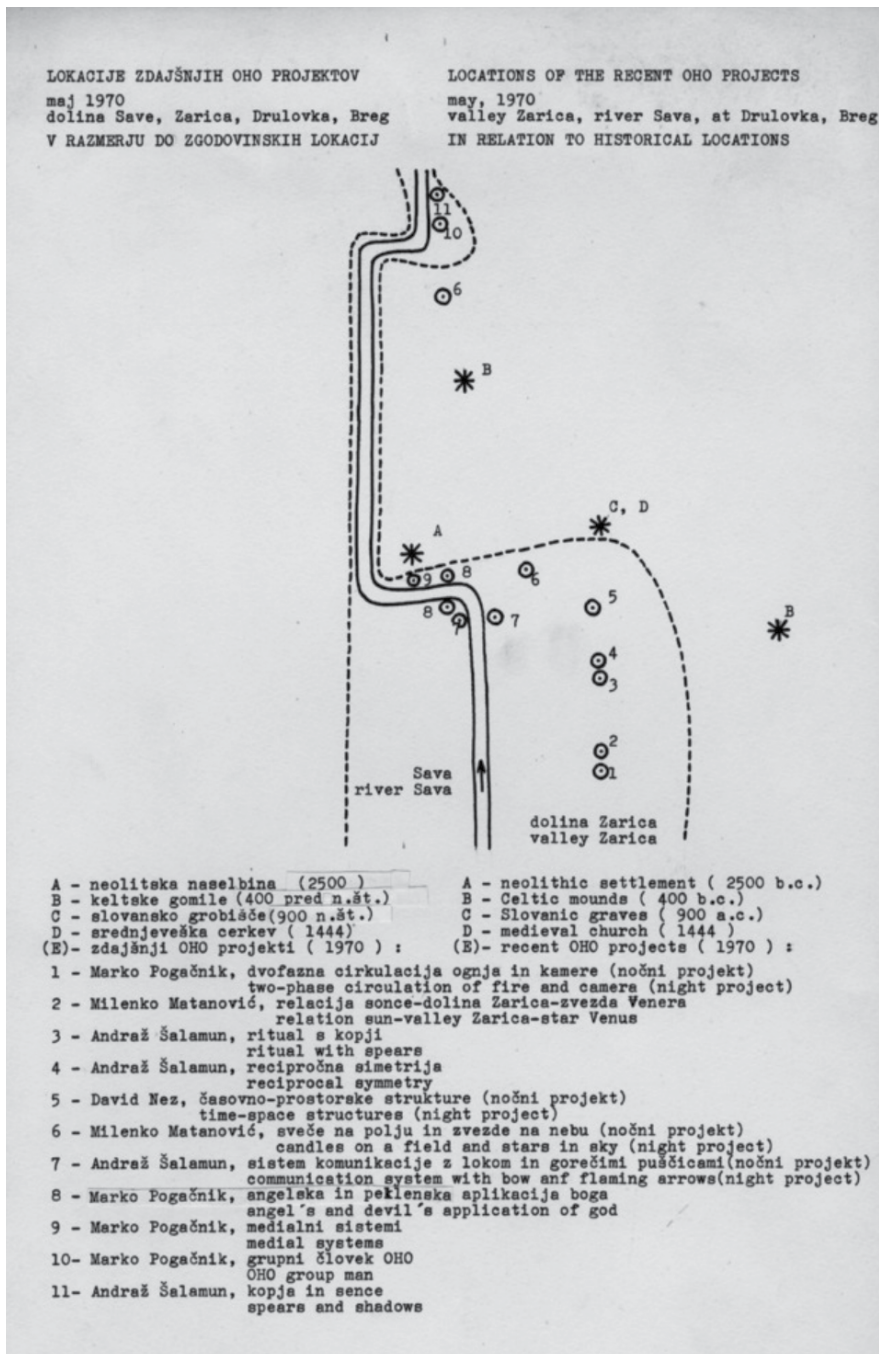 LOKACIJE ZDAJŠNJIH OHO PROJEKTOV
maj 1970
dolina Save, Zarica, Drulovka, Breg
V RAZMERJU DO ZGODOVINSKIH LOKACIJ
LOCATIONS OF THE RECENT OHO PROJECTS
may, 1970
valley Zarica, river Sava, at Drulovka, Breg
IN RELATION TO HISTORICAL LOCATIONS
11
10
6
B
C, D
A
9 8
6
5
8
7
7
B
4
3
2
1
Sava
river Sava
dolina Zarica
valley Zarica
A - neolitska naselbina (2500 )
B - keltske gomile (400 pred n.št.)
C - slovansko grobišče(900 n.št.)
D - srednjeveška cerkev ( 1444)
(E)- zdajšnji OHO projekti ( 1970 ) :
A - neolithic settlement ( 2500 b.c.)
B - Celtic mounds ( 400 b.c.)
C - Slovanic graves ( 900 a.c.)
D - medieval church ( 1444 )
(E)- recent OHO projects ( 1970 ) :
1 - Marko Pogačnik, dvofazna cirkulacija ognja in kamere (nočni projekt)
two-phase circulation of fire and camera (night project)
2 - Milenko Matanović, relacija sonce-dolina Zarica-zvezda Venera
relation sun-valley Zarica-star Venus
3 - Andraž Šalamun, ritual s kopji
ritual with spears
4 - Andraž Šalamun, recipročna simetrija
reciprocal symmetry
5 - David Nez, časovno-prostorske strukture (nočni projekt)
time-space structures (night project)
6 - Milenko Matanović, sveče na polju in zvezde na nebu (nočni projekt)
candles on a field and stars in sky (night project)
7 - Andraž Šalamun, sistem komunikacije z lokom in gorečimi puščicami(nočni projekt)
communication system with bow anf flaming arrows(night project)
8 - Marko Pogačnik, angelska in peklenska aplikacija boga
angel's and devil's application of god
9 - Marko Pogačnik, medialni sistemi
medial systems
10- Marko Pogačnik, grupni človek OHO
OHO group man
11- Andraž Šalamun, kopja in sence
spears and shadows